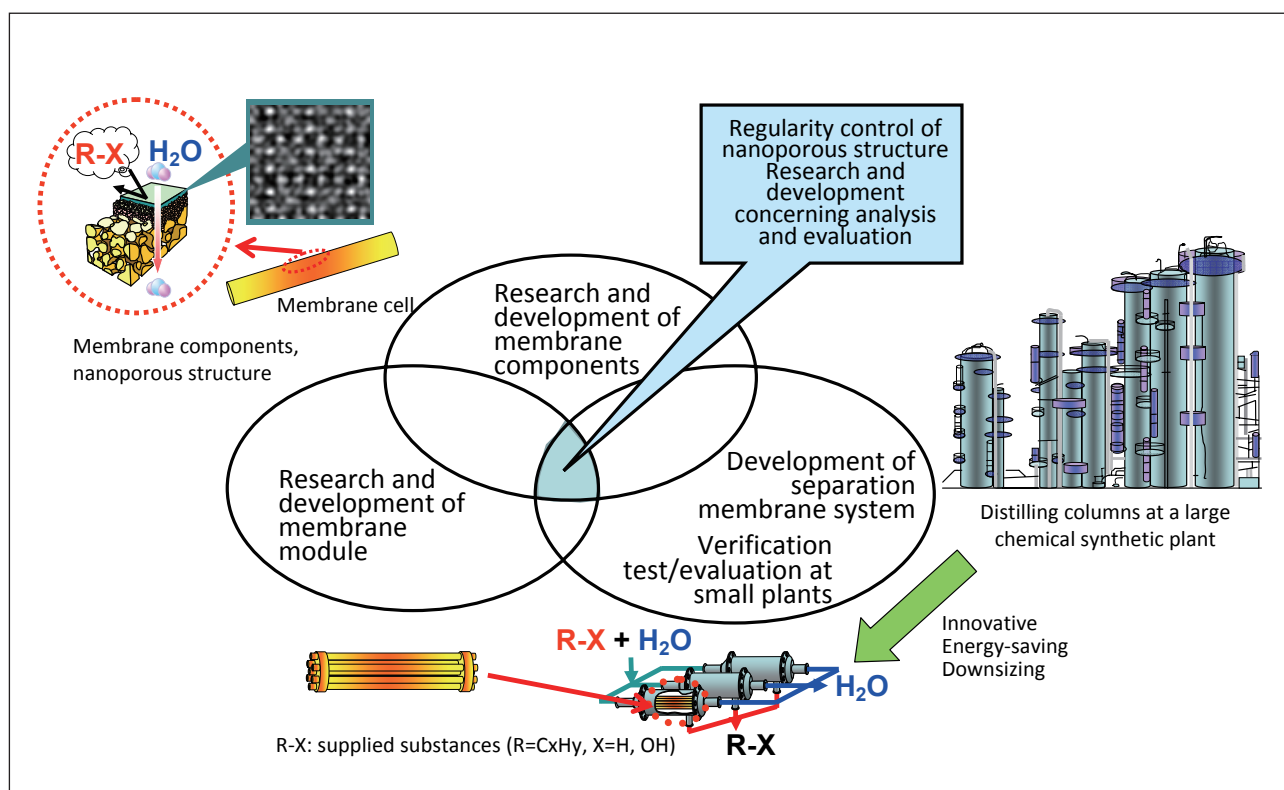 R-X
H₂O
Membrane cell
Membrane components,
nanoporous structure
Regularity control of
nanoporous structure
Research and
development
concerning analysis
and evaluation
Research and
development of
membrane
components
Research and
development of
membrane
module
Development of
separation
membrane system
Verification
test/evaluation at
small plants
Distilling columns at a large
chemical synthetic plant
Innovative
Energy-saving
Downsizing
R-X + H₂O
H₂O
R-X
R-X: supplied substances (R=CxHy, X=H, OH)